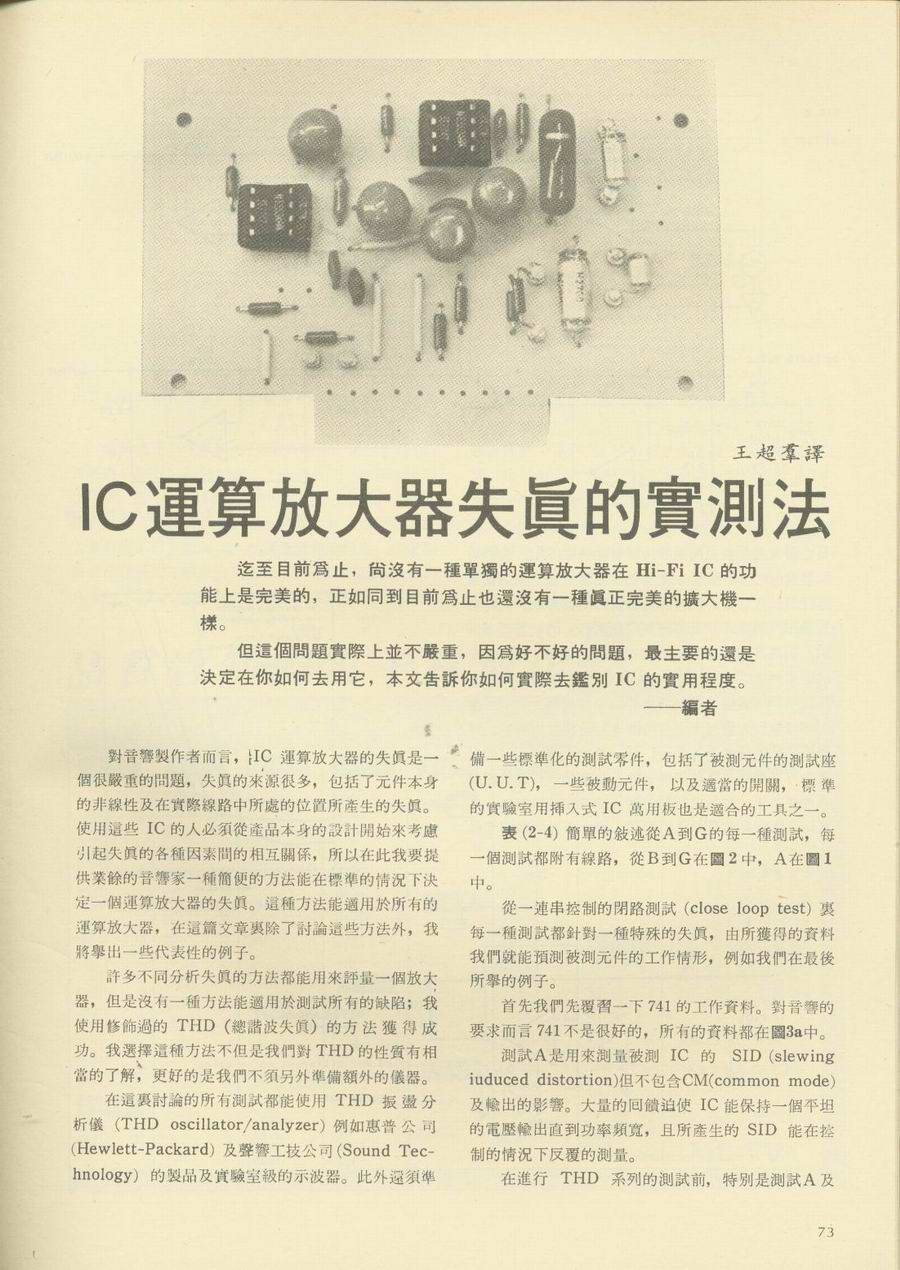 王超羣譯
IC運算放大器失眞的實測法
迄至目前爲止，尙沒有一種單獨的運算放大器在 Hi-Fi IC 的功
能上是完美的，正如同到目前爲止也還沒有一種眞正完美的擴大機一
樣。
但這個問題實際上並不嚴重，因爲好不好的問題，最主要的還是
決定在你如何去用它，本文告訴你如何實際去鑑別 IC 的實用程度。
——編者
對音響製作者而言，IC 運算放大器的失眞是一
個很嚴重的問題，失眞的來源很多，包括了元件本身
的非線性及在實際線路中所處的位置所產生的失眞。
使用這些 IC 的人必須從產品本身的設計開始來考慮
引起失眞的各種因素間的相互關係，所以在此我要提
供業餘的音響家一種簡便的方法能在標準的情況下決
定一個運算放大器的失眞。這種方法能適用於所有的
運算放大器，在這篇文章裏除了討論這些方法外，我
將擧出一些代表性的例子。
許多不同分析失眞的方法都能用來評量一個放大
器，但是沒有一種方法能適用於測試所有的缺陷；我
使用修飾過的 THD (總諧波失眞) 的方法獲得成
功。我選擇這種方法不但是我們對 THD 的性質有相
當的了解，更好的是我們不須另外準備額外的儀器。
在這裏討論的所有測試都能使用 THD 振盪分
析儀 (THD oscillator/analyzer) 例如惠普公司
(Hewlett-Packard) 及聲響工技公司 (Sound Tec-
hnology) 的製品及實驗室級的示波器。此外還須準
備一些標準化的測試零件，包括了被測元件的測試座
(U. U. T)，一些被動元件，以及適當的開關，標準
的實驗室用挿入式 IC 萬用板也是適合的工具之一。
表 (2-4) 簡單的敍述從A到G的每一種測試，每
一個測試都附有線路，從B到G在圖 2 中，A在圖 1
中。
從一連串控制的閉路測試 (close loop test) 裏
每一種測試都針對一種特殊的失眞，由所獲得的資料
我們就能預測被測元件的工作情形，例如我們在最後
所擧的例子。
首先我們先覆習一下 741 的工作資料。對音響的
要求而言 741 不是很好的，所有的資料都在圖3a中。
測試A是用來測量被測 IC 的 SID (slewing
iuduced distortion)但不包含CM(common mode)
及輸出的影響。大量的回饋迫使 IC 能保持一個平坦
的電壓輸出直到功率頻寬，且所產生的 SID 能在控
制的情況下反覆的測量。
在進行 THD 系列的測試前，特別是測試A及
73